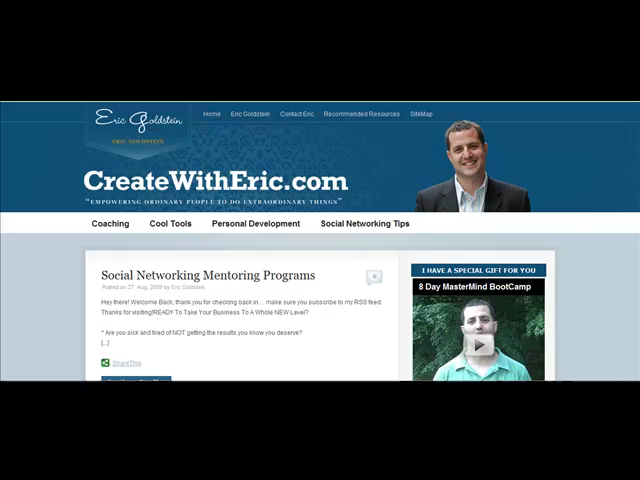 Eric Goldstein
ERIC GOLDSTEIN
Home Eric Goldstein Contact Eric Recommended Resources SiteMap
CreateWithEric.com
"EMPOWERING ORDINARY PEOPLE TO DO EXTRAORDINARY THINGS"
Coaching Cool Tools Personal Development Social Networking Tips
Social Networking Mentoring Programs
Posted on 27. Aug, 2009 by Eric Goldstein.
Hey there! Welcome Back, thank you for checking back in.... make sure you subscribe to my RSS feed.
Thanks for visiting!READY To Take Your Business To A Whole NEW Level?
* Are you sick and tired of NOT getting the results you know you deserve?
[...]
ShareThis
I HAVE A SPECIAL GIFT FOR YOU
8 Day MasterMind BootCamp